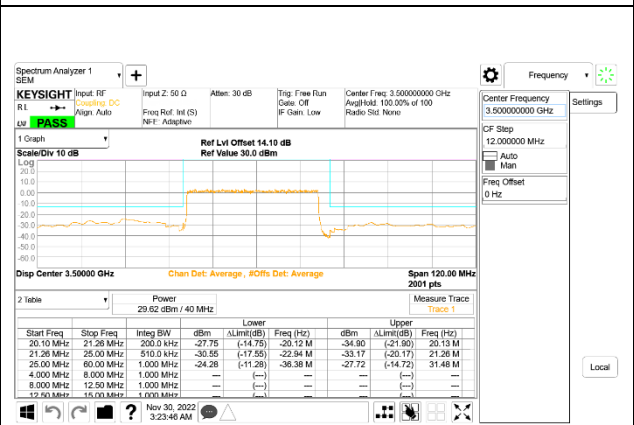 Spectrum Analyzer 1
SEM
Frequency
KEYSIGHT
Input: RF
Coupling: DC
Align: Auto
Input Z: 50 Ω
Freq Ref: Int (S)
NFE: Adaptive
Atten: 30 dB
Trig: Free Run
Gate: Off
IF Gain: Low
Center Freq: 3.500000000 GHz
Avg|Hold: 100.00% of 100
Radio Std: None
RL
PASS
Center Frequency
3.500000000 GHz
Settings
CF Step
12.000000 MHz
Auto
Man
Freq Offset
0 Hz
1 Graph
Scale/Div 10 dB
Ref Lvl Offset 14.10 dB
Ref Value 30.0 dBm
Log
20.0
10.0
0.00
-10.0
-20.0
-30.0
-40.0
-50.0
-60.0
Disp Center 3.50000 GHz
Chan Det: Average , #Offs Det: Average
Span 120.00 MHz
2001 pts
2 Table
Power
29.62 dBm / 40 MHz
Measure Trace
Trace 1
Lower Upper
Start Freq Stop Freq Integ BW dBm ΔLimit(dB) Freq (Hz) dBm ΔLimit(dB) Freq (Hz)
20.10 MHz 21.26 MHz 200.0 kHz -27.75 (-14.75) -20.12 M -34.90 (-21.90) 20.13 M
21.26 MHz 25.00 MHz 510.0 kHz -30.55 (-17.55) -22.94 M -33.17 (-20.17) 21.26 M
25.00 MHz 60.00 MHz 1.000 MHz -24.28 (-11.28) -36.38 M -27.72 (-14.72) 31.48 M
4.000 MHz 8.000 MHz 1.000 MHz --- (---) --- --- (---) ---
8.000 MHz 12.50 MHz 1.000 MHz --- (---) --- --- (---) ---
12.50 MHz 15.00 MHz 1.000 MHz --- (---) --- --- (---) ---
Local
?
Nov 30, 2022
3:23:46 AM